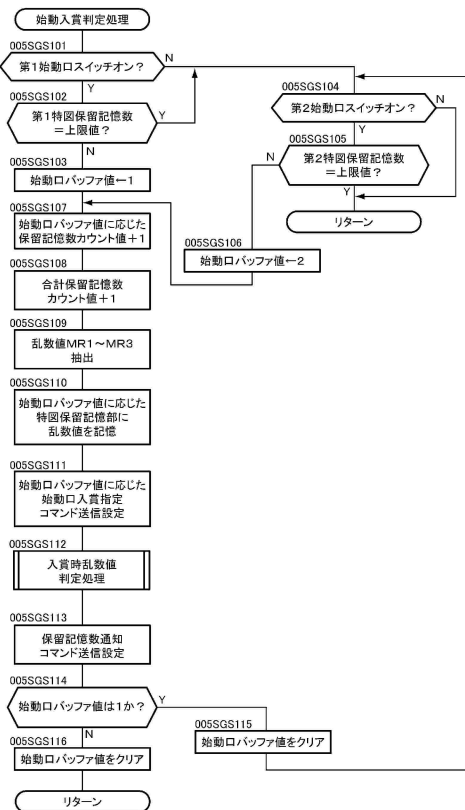 始動入賞判定処理
005SGS101
第1始動口スイッチオン?
N
Y
005SGS102
第1特図保留記憶数
=上限値?
Y
N
005SGS103
始動口バッファ値←1
005SGS104
第2始動口スイッチオン?
N
Y
005SGS105
第2特図保留記憶数
=上限値?
N
Y
リターン
005SGS106
始動口バッファ値←2
005SGS107
始動口バッファ値に応じた
保留記憶数カウント値+1
005SGS108
合計保留記憶数
カウント値+1
005SGS109
乱数値MR1~MR3
抽出
005SGS110
始動口バッファ値に応じた
特図保留記憶部に
乱数値を記憶
005SGS111
始動口バッファ値に応じた
始動口入賞指定
コマンド送信設定
005SGS112
入賞時乱数値
判定処理
005SGS113
保留記憶数通知
コマンド送信設定
005SGS114
始動口バッファ値は1か?
Y
N
005SGS115
始動口バッファ値をクリア
005SGS116
始動口バッファ値をクリア
リターン